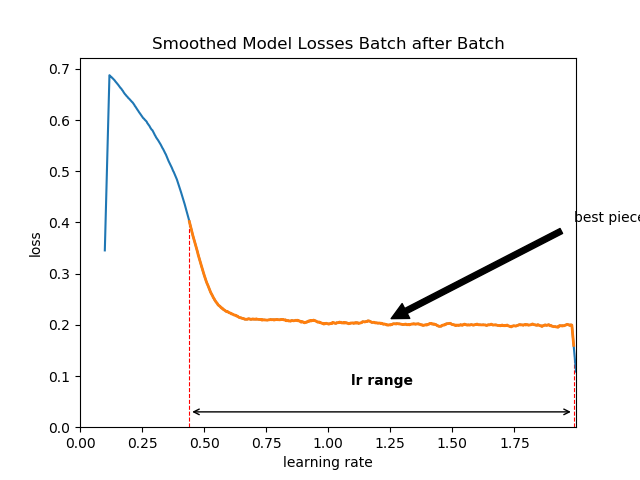 Smoothed Model Losses Batch after Batch
0.7
0.6
0.5
0.4
0.3
0.2
0.1
0.0
loss
best piece
lr range
0.00 0.25 0.50 0.75 1.00 1.25 1.50 1.75
learning rate